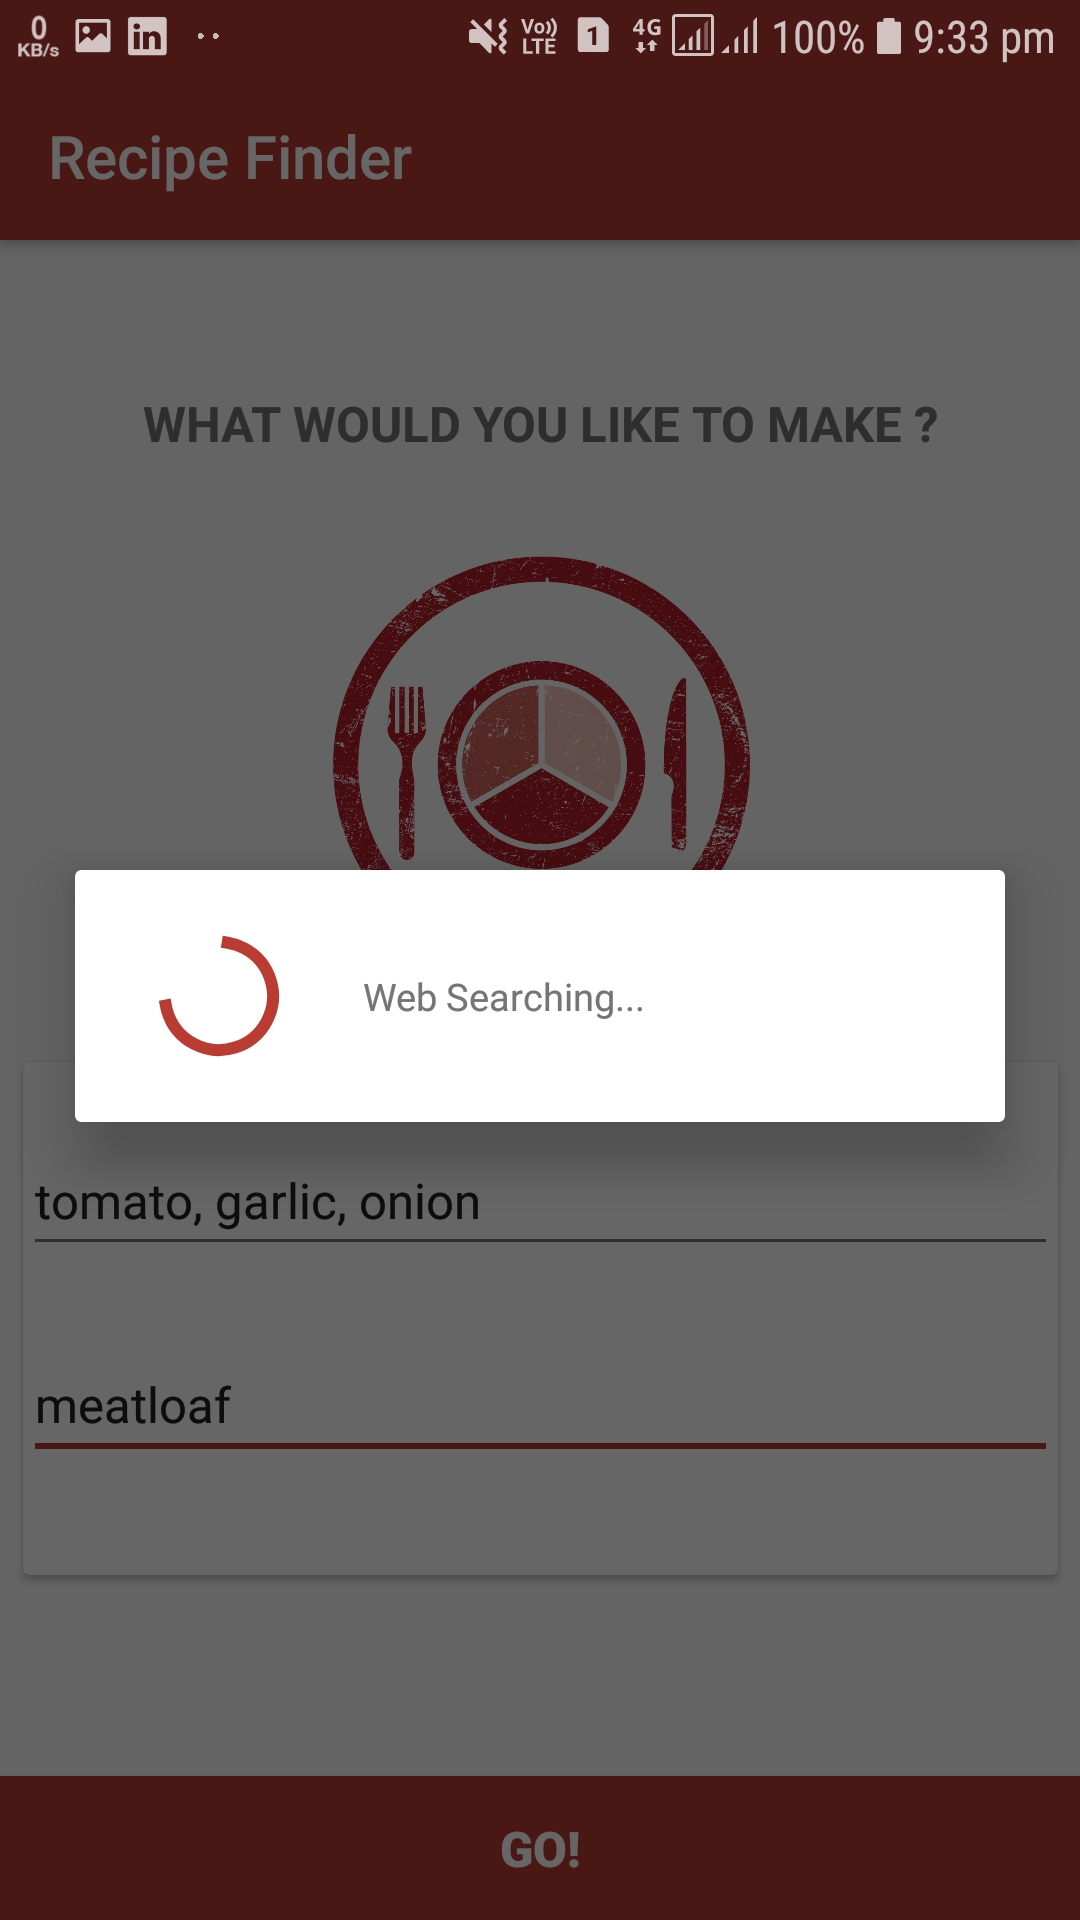 0 KB/s in Vo)) LTE 1 4G 100% 9:33 pm
Recipe Finder
WHAT WOULD YOU LIKE TO MAKE ?
Web Searching...
tomato, garlic, onion
meatloaf
GO!